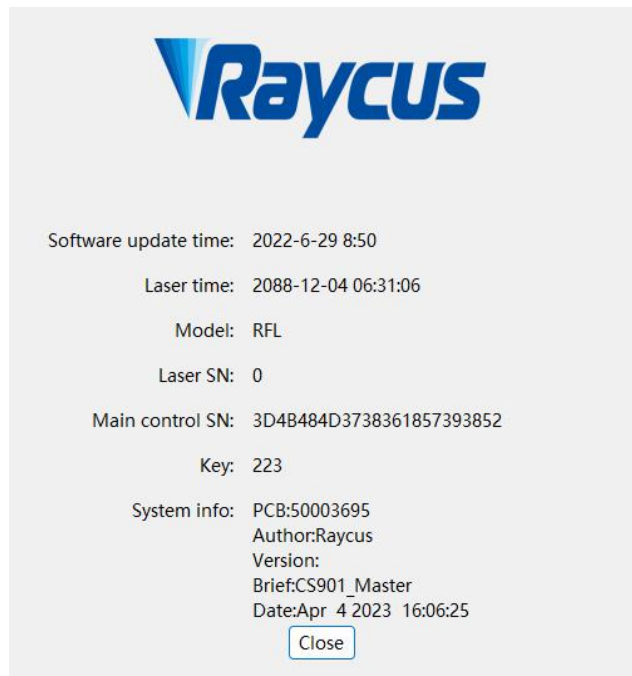 Raycus
Software update time: 2022-6-29 8:50
Laser time: 2088-12-04 06:31:06
Model: RFL
Laser SN: 0
Main control SN: 3D4B484D3738361857393852
Key: 223
System info: PCB:50003695
Author:Raycus
Version:
Brief:CS901_Master
Date:Apr  4 2023  16:06:25
Close